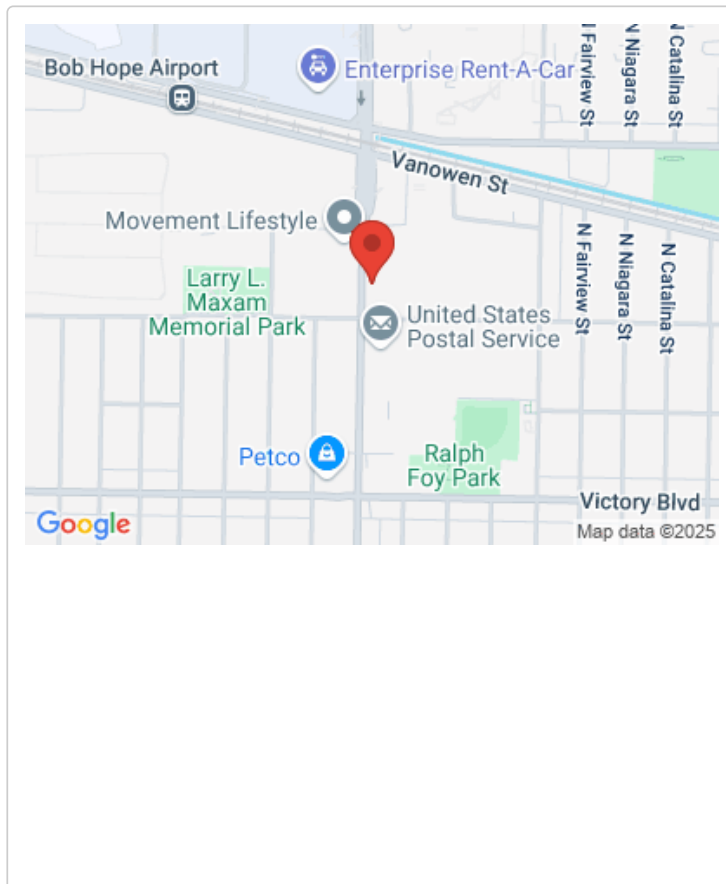 Bob Hope Airport
Enterprise Rent-A-Car
N Fairview St
N Niagara St
N Catalina St
Vanowen St
Movement Lifestyle
Larry L.
Maxam
Memorial Park
United States
Postal Service
N Fairview St
N Niagara St
N Catalina St
Petco
Ralph
Foy Park
Victory Blvd
Google
Map data ©2025